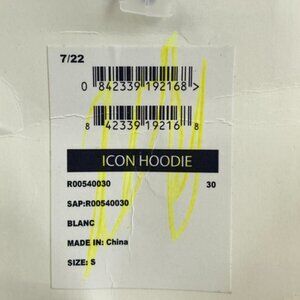 7/22
0 842339 192168>
8 42339 19216 8
ICON HOODIE
R00540030 30
SAP:R00540030
BLANC
MADE IN: China
SIZE: S